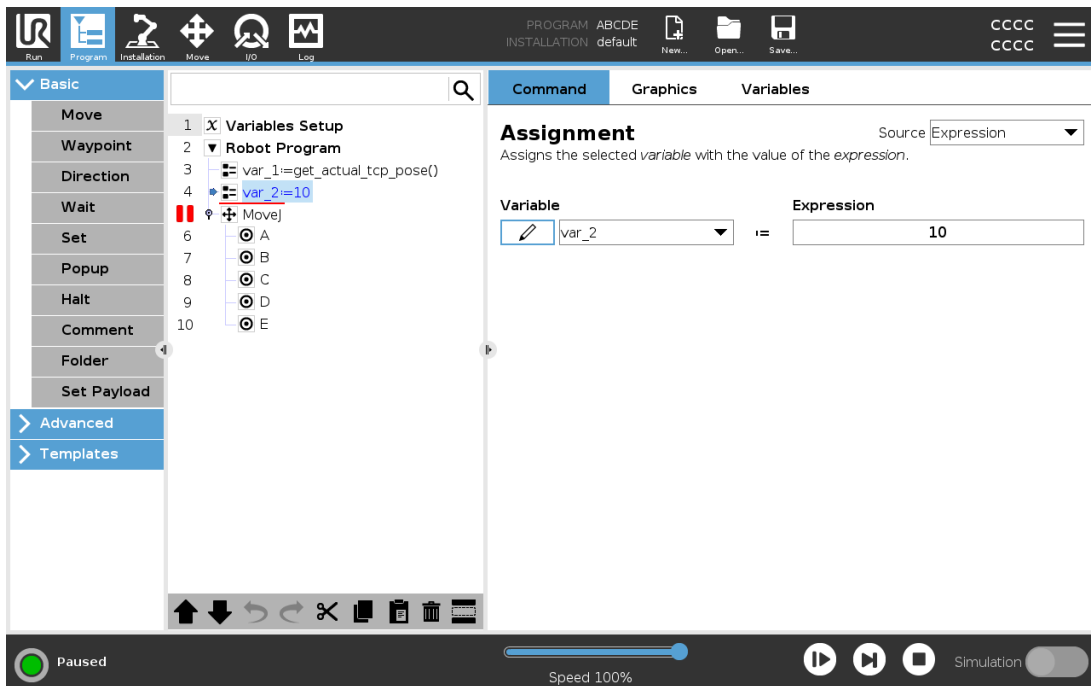 UR
PROGRAM ABCDE
INSTALLATION default
CCCC
CCCC
Run Program Installation Move I/O Log New... Open... Save...
Basic
Move
Waypoint
Direction
Wait
Set
Popup
Halt
Comment
Folder
Set Payload
Advanced
Templates
1 X Variables Setup
2 Robot Program
3 var_1:=get_actual_tcp_pose()
4 var_2:=10
MoveJ
6 A
7 B
8 C
9 D
10 E
Command Graphics Variables
Assignment
Source Expression
Assigns the selected variable with the value of the expression.
Variable Expression
var_2 := 10
Paused
Speed 100%
Simulation